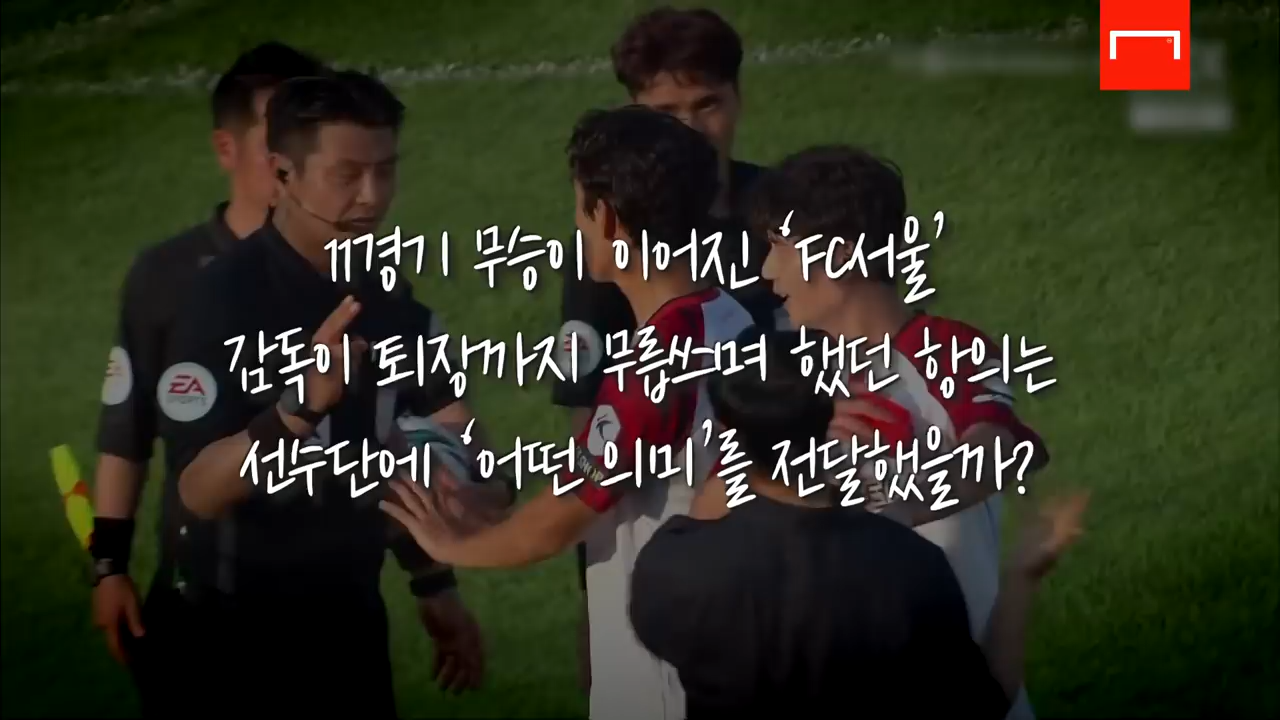 11경기 무승이 이어진 ‘FC서울’
감독이 퇴장까지 무릅쓰며 했던 항의는
선수단에 ‘어떤 의미’를 전달했을까?
EA
SPORTS